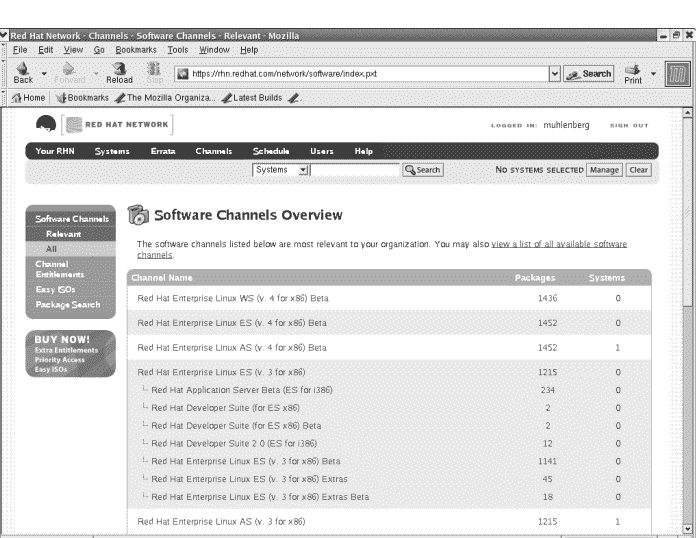 Red Hat Network - Channels - Software Channels - Relevant - Mozilla
File Edit View Go Bookmarks Tools Window Help
Back Forward Reload Stop https://rhn.redhat.com/network/software/index.pxt Search Print
Home Bookmarks The Mozilla Organiza... Latest Builds
RED HAT NETWORK LOGGED IN: muhlenberg SIGN OUT
Your RHN Systems Errata Channels Schedule Users Help
Systems Search NO SYSTEMS SELECTED Manage Clear
Software Channels
Relevant
All
Channel
Entitlements
Easy ISOs
Package Search
BUY NOW!
Extra Entitlements
Priority Access
Easy ISOs
Software Channels Overview
The software channels listed below are most relevant to your organization. You may also view a list of all available software
channels.
Channel Name Packages Systems
Red Hat Enterprise Linux WS (v. 4 for x86) Beta 1436 0
Red Hat Enterprise Linux ES (v. 4 for x86) Beta 1452 0
Red Hat Enterprise Linux AS (v. 4 for x86) Beta 1452 1
Red Hat Enterprise Linux ES (v. 3 for x86) 1215 0
Red Hat Application Server Beta (ES for i386) 234 0
Red Hat Developer Suite (for ES x86) 2 0
Red Hat Developer Suite (for ES x86) Beta 2 0
Red Hat Developer Suite 2.0 (ES for i386) 12 0
Red Hat Enterprise Linux ES (v. 3 for x86) Beta 1141 0
Red Hat Enterprise Linux ES (v. 3 for x86) Extras 45 0
Red Hat Enterprise Linux ES (v. 3 for x86) Extras Beta 18 0
Red Hat Enterprise Linux AS (v. 3 for x86) 1215 1